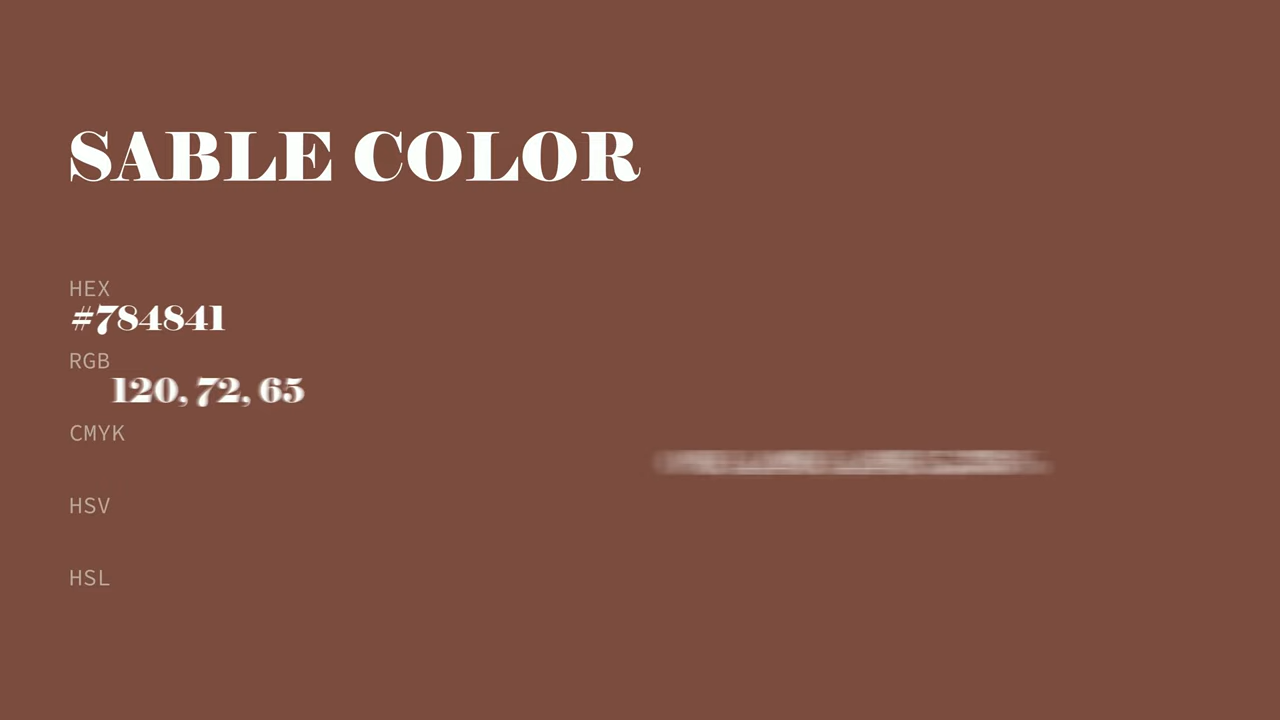 SABLE COLOR
HEX
#784841
RGB
120, 72, 65
CMYK
HSV
HSL